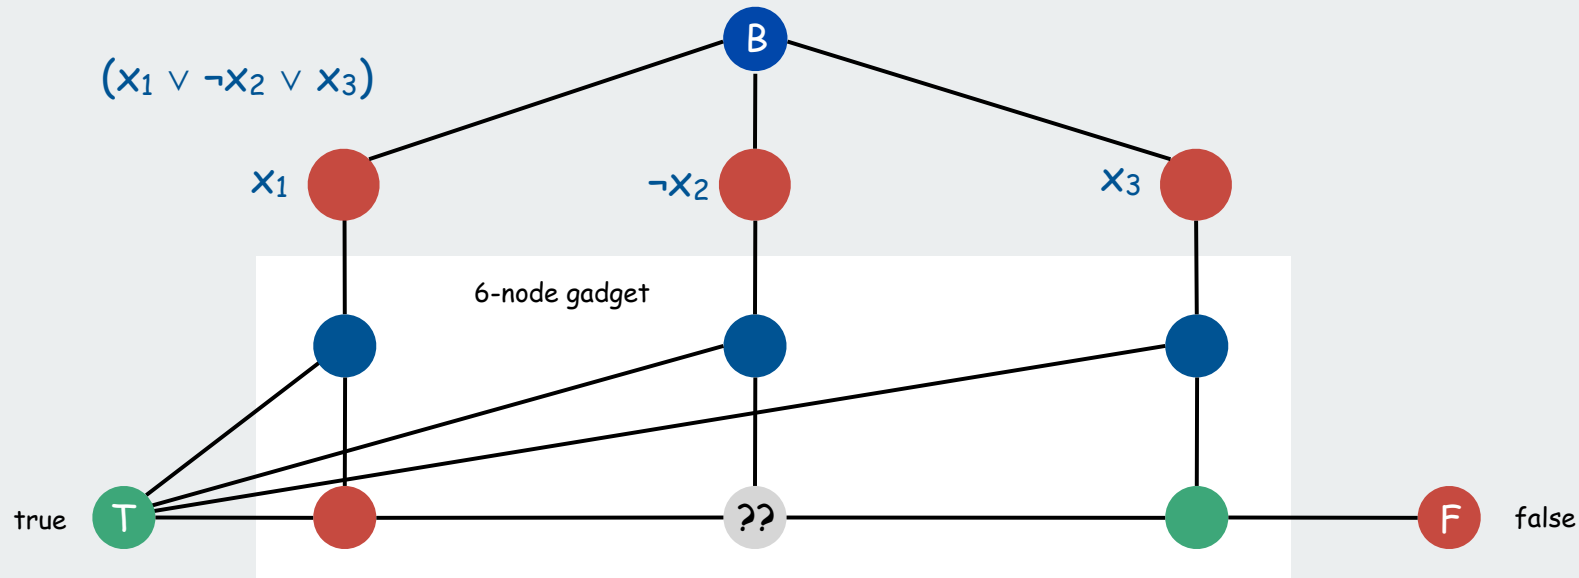 B
(x₁ ∨ ¬x₂ ∨ x₃)
x₁
¬x₂
x₃
6-node gadget
true
T
??
F
false